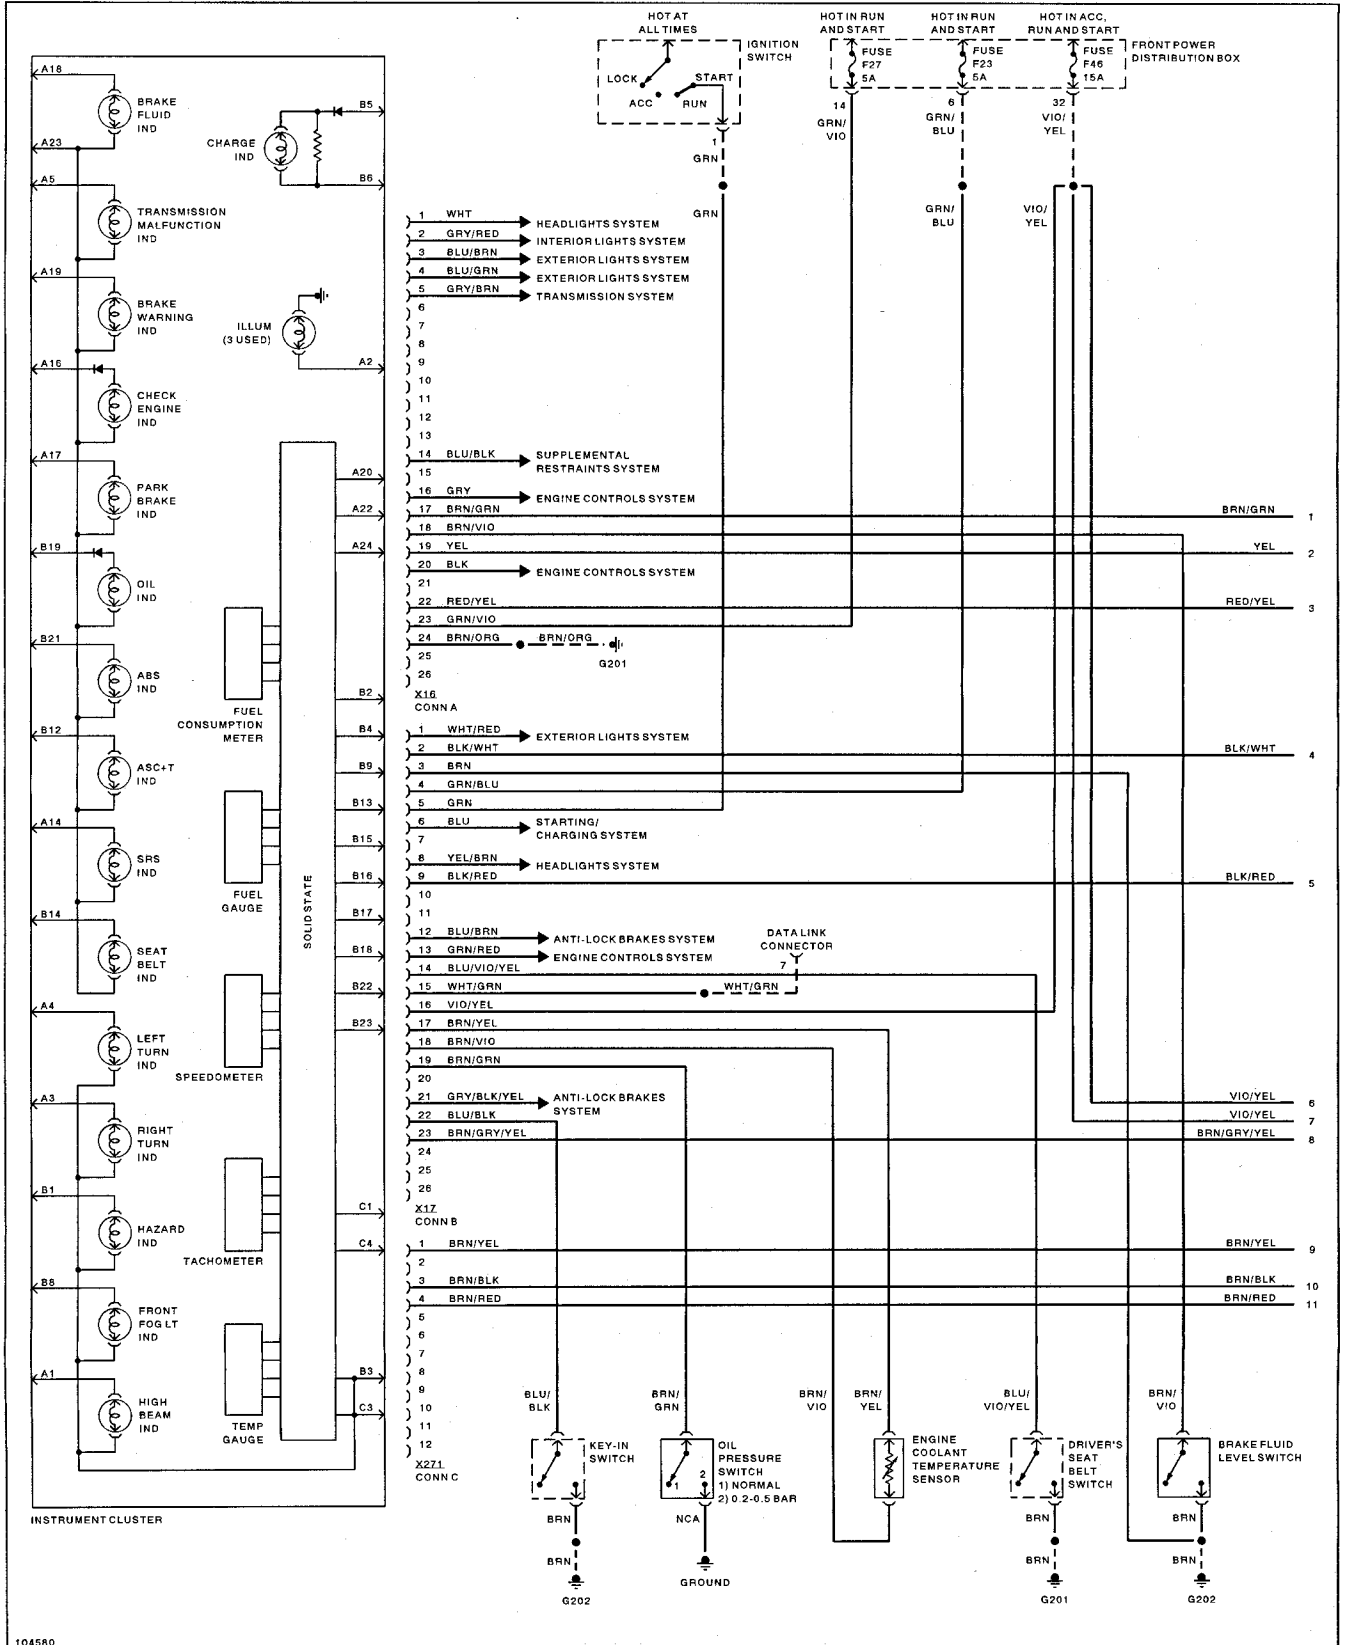 HOT AT
ALL TIMES
HOT IN RUN
AND START
HOT IN RUN
AND START
HOT IN ACC,
RUN AND START
IGNITION
SWITCH
LOCK
START
ACC
RUN
FUSE
F27
5A
FUSE
F23
5A
FUSE
F46
15A
FRONT POWER
DISTRIBUTION BOX
1
GRN
GRN
14
GRN/
VIO
6
GRN/
BLU
GRN/
BLU
32
VIO/
YEL
VIO/
YEL
A18
BRAKE
FLUID
IND
A23
A5
TRANSMISSION
MALFUNCTION
IND
A19
BRAKE
WARNING
IND
A16
CHECK
ENGINE
IND
A17
PARK
BRAKE
IND
B19
OIL
IND
B21
ABS
IND
B12
ASC+T
IND
A14
SRS
IND
B14
SEAT
BELT
IND
A4
LEFT
TURN
IND
A3
RIGHT
TURN
IND
B1
HAZARD
IND
B8
FRONT
FOG LT
IND
A1
HIGH
BEAM
IND
CHARGE
IND
B5
B6
ILLUM
(3 USED)
A2
SOLID STATE
A20
A22
A24
B2
B4
B9
B13
B15
B16
B17
B18
B22
B23
C1
C4
B3
C3
FUEL
CONSUMPTION
METER
FUEL
GAUGE
SPEEDOMETER
TACHOMETER
TEMP
GAUGE
INSTRUMENT CLUSTER
1 WHT HEADLIGHTS SYSTEM
2 GRY/RED INTERIOR LIGHTS SYSTEM
3 BLU/BRN EXTERIOR LIGHTS SYSTEM
4 BLU/GRN EXTERIOR LIGHTS SYSTEM
5 GRY/BRN TRANSMISSION SYSTEM
6
7
8
9
10
11
12
13
14 BLU/BLK SUPPLEMENTAL
RESTRAINTS SYSTEM
15
16 GRY ENGINE CONTROLS SYSTEM
17 BRN/GRN BRN/GRN 1
18 BRN/VIO
19 YEL YEL 2
20 BLK ENGINE CONTROLS SYSTEM
21
22 RED/YEL RED/YEL 3
23 GRN/VIO
24 BRN/ORG BRN/ORG
G201
25
26
X16
CONN A
1 WHT/RED EXTERIOR LIGHTS SYSTEM
2 BLK/WHT BLK/WHT 4
3 BRN
4 GRN/BLU
5 GRN
6 BLU STARTING/
CHARGING SYSTEM
7
8 YEL/BRN HEADLIGHTS SYSTEM
9 BLK/RED BLK/RED 5
10
11
12 BLU/BRN ANTI-LOCK BRAKES SYSTEM
13 GRN/RED ENGINE CONTROLS SYSTEM
DATA LINK
CONNECTOR
7
14 BLU/VIO/YEL
15 WHT/GRN WHT/GRN
16 VIO/YEL
17 BRN/YEL
18 BRN/VIO
19 BRN/GRN
20
21 GRY/BLK/YEL ANTI-LOCK BRAKES
SYSTEM
VIO/YEL 6
22 BLU/BLK
VIO/YEL 7
23 BRN/GRY/YEL BRN/GRY/YEL 8
24
25
26
X17
CONN B
1 BRN/YEL BRN/YEL 9
2
3 BRN/BLK BRN/BLK 10
4 BRN/RED BRN/RED 11
5
6
7
8
9
10
11
12
X271
CONN C
BLU/
BLK
KEY-IN
SWITCH
BRN
BRN
G202
BRN/
GRN
OIL
PRESSURE
SWITCH
1) NORMAL
2) 0.2-0.5 BAR
1
2
NCA
GROUND
BRN/
VIO
BRN/
YEL
ENGINE
COOLANT
TEMPERATURE
SENSOR
BLU/
VIO/YEL
DRIVER'S
SEAT
BELT
SWITCH
BRN
BRN
G201
BRN/
VIO
BRAKE FLUID
LEVEL SWITCH
BRN
BRN
G202
104580